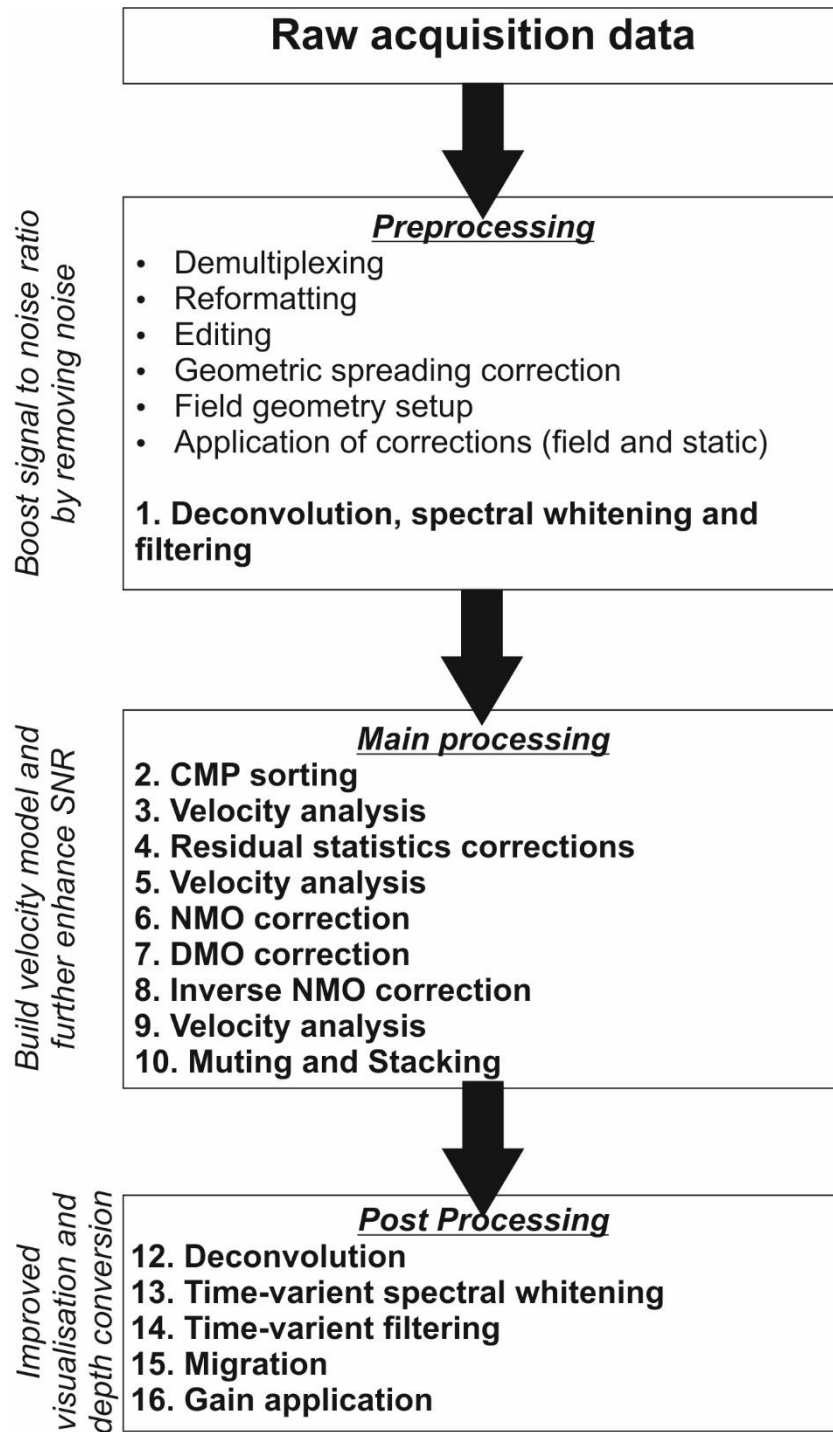 Raw acquisition data
Boost signal to noise ratio
by removing noise
Preprocessing
• Demultiplexing
• Reformatting
• Editing
• Geometric spreading correction
• Field geometry setup
• Application of corrections (field and static)
1. Deconvolution, spectral whitening and
filtering
Build velocity model and
further enhance SNR
Main processing
2. CMP sorting
3. Velocity analysis
4. Residual statistics corrections
5. Velocity analysis
6. NMO correction
7. DMO correction
8. Inverse NMO correction
9. Velocity analysis
10. Muting and Stacking
Improved
visualisation and
depth conversion
Post Processing
12. Deconvolution
13. Time-varient spectral whitening
14. Time-varient filtering
15. Migration
16. Gain application